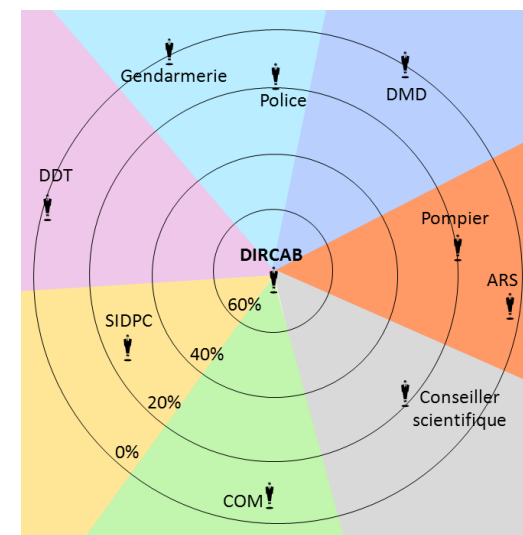 Gendarmerie
Police
DMD
DDT
Pompier
DIRCAB
ARS
60%
SIDPC
40%
20%
Conseiller
scientifique
0%
COM